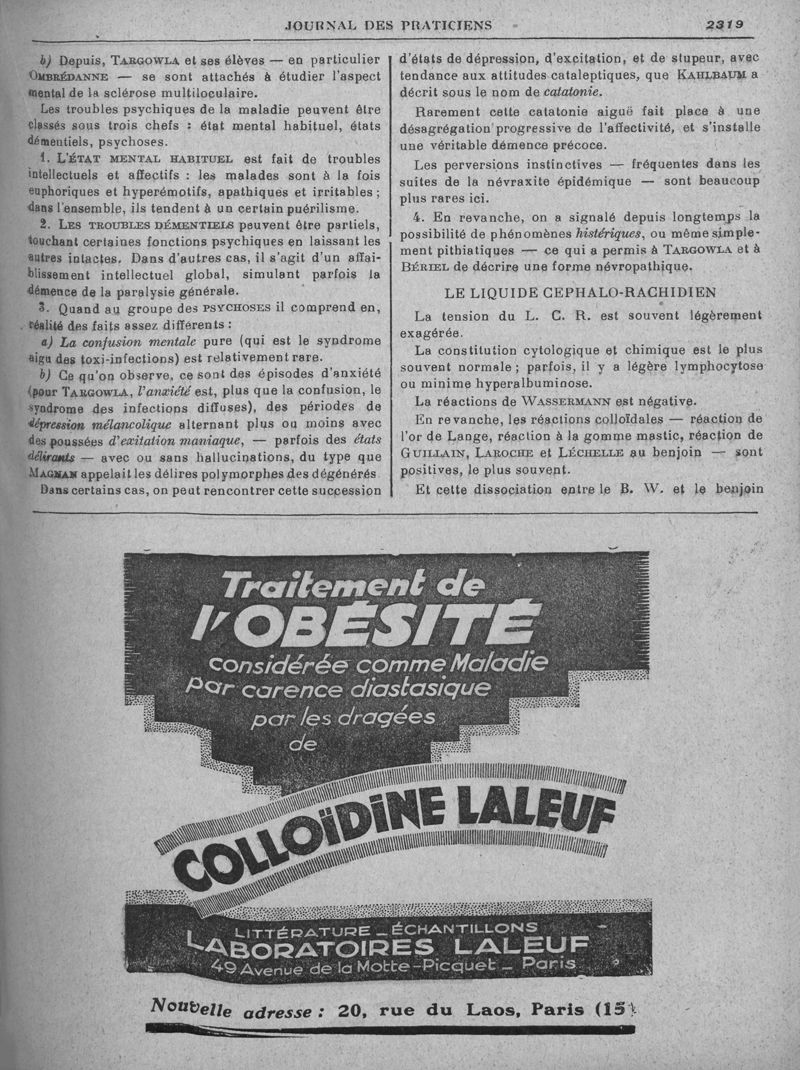 JOURNAL DES PRATICIENS
2319
b) Depuis, TARGOWLA et ses élèves — en particulier
OMBRÉDANNE — se sont attachés à étudier l'aspect
mental de la sclérose multiloculaire.
Les troubles psychiques de la maladie peuvent être
classés sous trois chefs : état mental habituel, états
démentiels, psychoses.
1. L'ÉTAT MENTAL HABITUEL est fait de troubles
intellectuels et affectifs : les malades sont à la fois
euphoriques et hyperémotifs, apathiques et irritables ;
dans l'ensemble, ils tendent à un certain puérilisme.
2. LES TROUBLES DÉMENTIELS peuvent être partiels,
touchant certaines fonctions psychiques en laissant les
autres intactes. Dans d'autres cas, il s'agit d'un affai-
blissement intellectuel global, simulant parfois la
démence de la paralysie générale.
3. Quand au groupe des PSYCHOSES il comprend en,
réalité des faits assez différents :
a) La confusion mentale pure (qui est le syndrome
aigu des toxi-infections) est relativement rare.
b) Ce qu'on observe, ce sont des épisodes d'anxiété
(pour TARGOWLA, l'anxiété est, plus que la confusion, le
syndrome des infections diffuses), des périodes de
dépression mélancolique alternant plus ou moins avec
des poussées d'exitation maniaque, — parfois des états
délirants — avec ou sans hallucinations, du type que
MAGNAN appelait les délires polymorphes des dégénérés
Dans certains cas, on peut rencontrer cette succession
d'états de dépression, d'excitation, et de stupeur, avec
tendance aux attitudes cataleptiques, que KAHLBAUM a
décrit sous le nom de catatonie.
Rarement cette catatonie aiguë fait place à une
désagrégation progressive de l'affectivité, et s'installe
une véritable démence précoce.
Les perversions instinctives — fréquentes dans les
suites de la névraxite épidémique — sont beaucoup
plus rares ici.
4. En revanche, on a signalé depuis longtemps la
possibilité de phénomènes histériques, ou même simple-
ment pithiatiques — ce qui a permis à TARGOWLA et à
BÉRIEL de décrire une forme névropathique.
LE LIQUIDE CEPHALO-RACHIDIEN
La tension du L. C. R. est souvent légèrement
exagérée.
La constitution cytologique et chimique est le plus
souvent normale ; parfois, il y a légère lymphocytose
ou minime hyperalbuminose.
La réactions de WASSERMANN est négative.
En revanche, les réactions colloïdales — réaction de
l'or de Lange, réaction à la gomme mastic, réaction de
GUILLAIN, LAROCHE et LÉCHELLE au benjoin — sont
positives, le plus souvent.
Et cette dissociation entre le B. W. et le benjoin
Traitement de
l'OBÉSITÉ
considérée comme Maladie
par carence diastasique
par les dragées
de
COLLOÏDINE LALEUF
LITTÉRATURE _ ÉCHANTILLONS
LABORATOIRES LALEUF
49 Avenue de la Motte-Picquet _ Paris
Nouvelle adresse : 20, rue du Laos, Paris (15